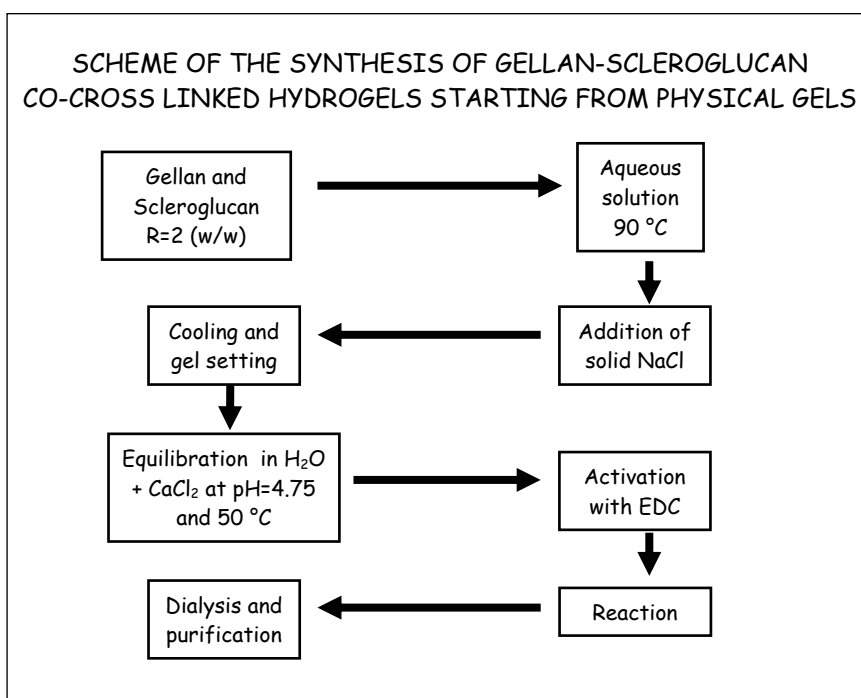 SCHEME OF THE SYNTHESIS OF GELLAN-SCLEROGLUCAN
CO-CROSS LINKED HYDROGELS STARTING FROM PHYSICAL GELS
Gellan and
Scleroglucan
R=2 (w/w)
Aqueous
solution
90 °C
Addition of
solid NaCl
Cooling and
gel setting
Equilibration in H₂O
+ CaCl₂ at pH=4.75
and 50 °C
Activation
with EDC
Reaction
Dialysis and
purification